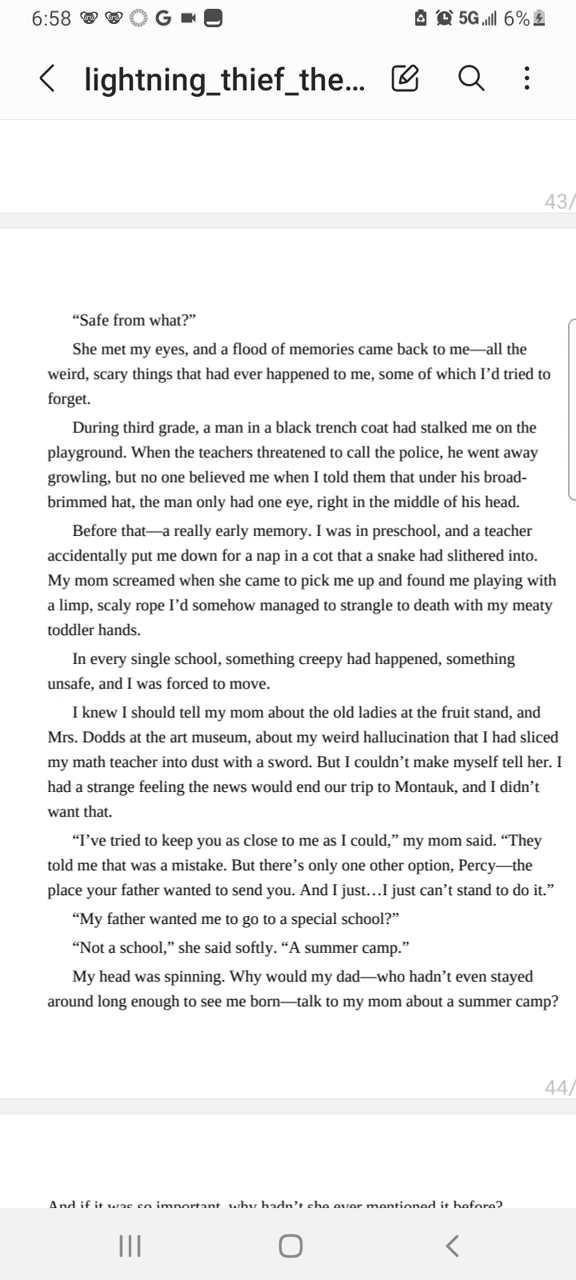 6:58 G 5G 6%
lightning_thief_the...
43/
“Safe from what?”
She met my eyes, and a flood of memories came back to me—all the
weird, scary things that had ever happened to me, some of which I’d tried to
forget.
During third grade, a man in a black trench coat had stalked me on the
playground. When the teachers threatened to call the police, he went away
growling, but no one believed me when I told them that under his broad-
brimmed hat, the man only had one eye, right in the middle of his head.
Before that—a really early memory. I was in preschool, and a teacher
accidentally put me down for a nap in a cot that a snake had slithered into.
My mom screamed when she came to pick me up and found me playing with
a limp, scaly rope I’d somehow managed to strangle to death with my meaty
toddler hands.
In every single school, something creepy had happened, something
unsafe, and I was forced to move.
I knew I should tell my mom about the old ladies at the fruit stand, and
Mrs. Dodds at the art museum, about my weird hallucination that I had sliced
my math teacher into dust with a sword. But I couldn’t make myself tell her. I
had a strange feeling the news would end our trip to Montauk, and I didn’t
want that.
“I’ve tried to keep you as close to me as I could,” my mom said. “They
told me that was a mistake. But there’s only one other option, Percy—the
place your father wanted to send you. And I just…I just can’t stand to do it.”
“My father wanted me to go to a special school?”
“Not a school,” she said softly. “A summer camp.”
My head was spinning. Why would my dad—who hadn’t even stayed
around long enough to see me born—talk to my mom about a summer camp?
44/
And if it was so important, why hadn’t she ever mentioned it before?